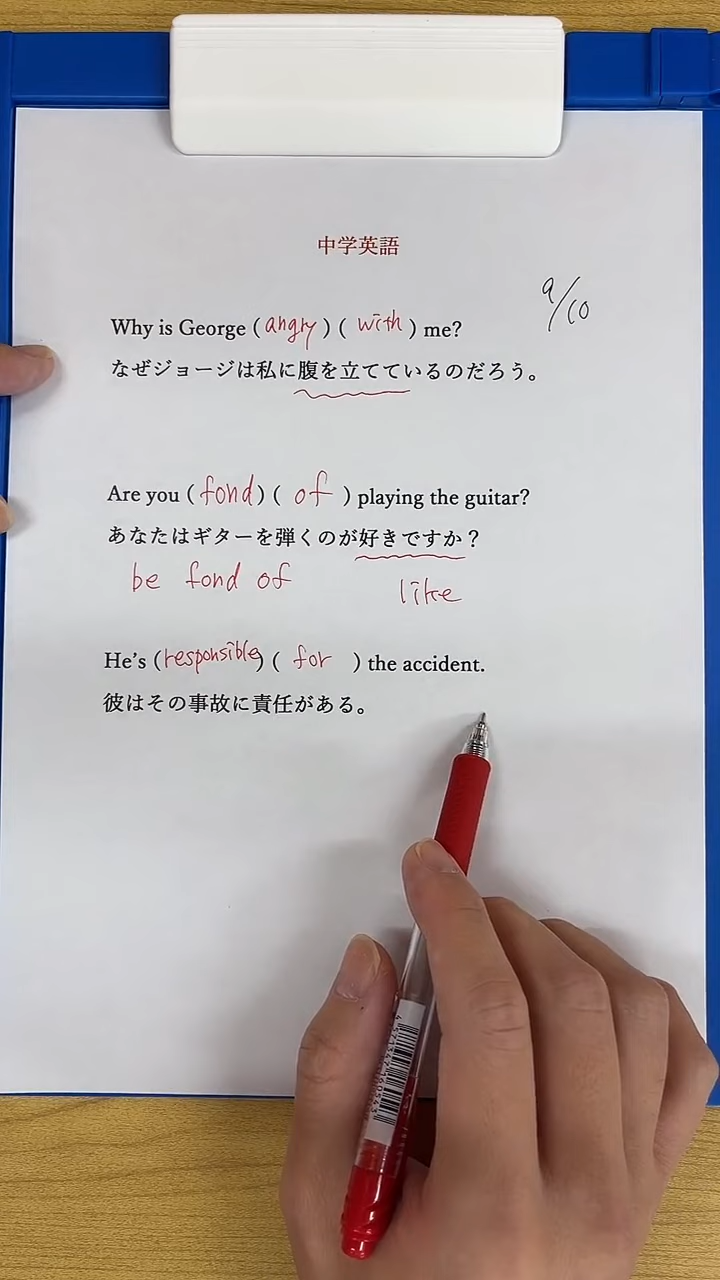 中学英語
9/10
Why is George (angry)(with) me?
なぜジョージは私に腹を立てているのだろう。
Are you (fond)(of) playing the guitar?
あなたはギターを弾くのが好きですか？
be fond of like
He's (responsible)(for) the accident.
彼はその事故に責任がある。